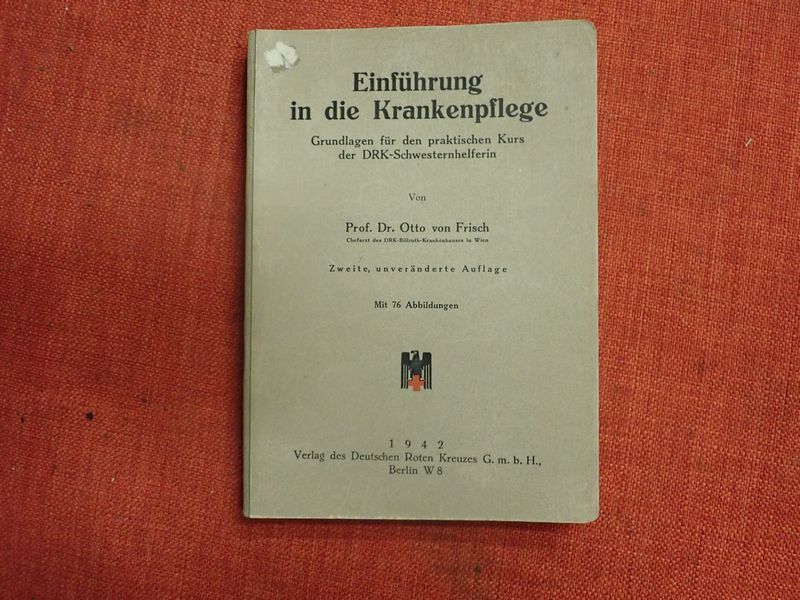 Einführung
in die Krankenpflege
Grundlagen für den praktischen Kurs
der DRK-Schwesternhelferin
Von
Prof. Dr. Otto von Frisch
Chefarzt des DRK-Billroth-Krankenhauses in Wien
Zweite, unveränderte Auflage
Mit 76 Abbildungen
1942
Verlag des Deutschen Roten Kreuzes G. m. b. H.,
Berlin W 8